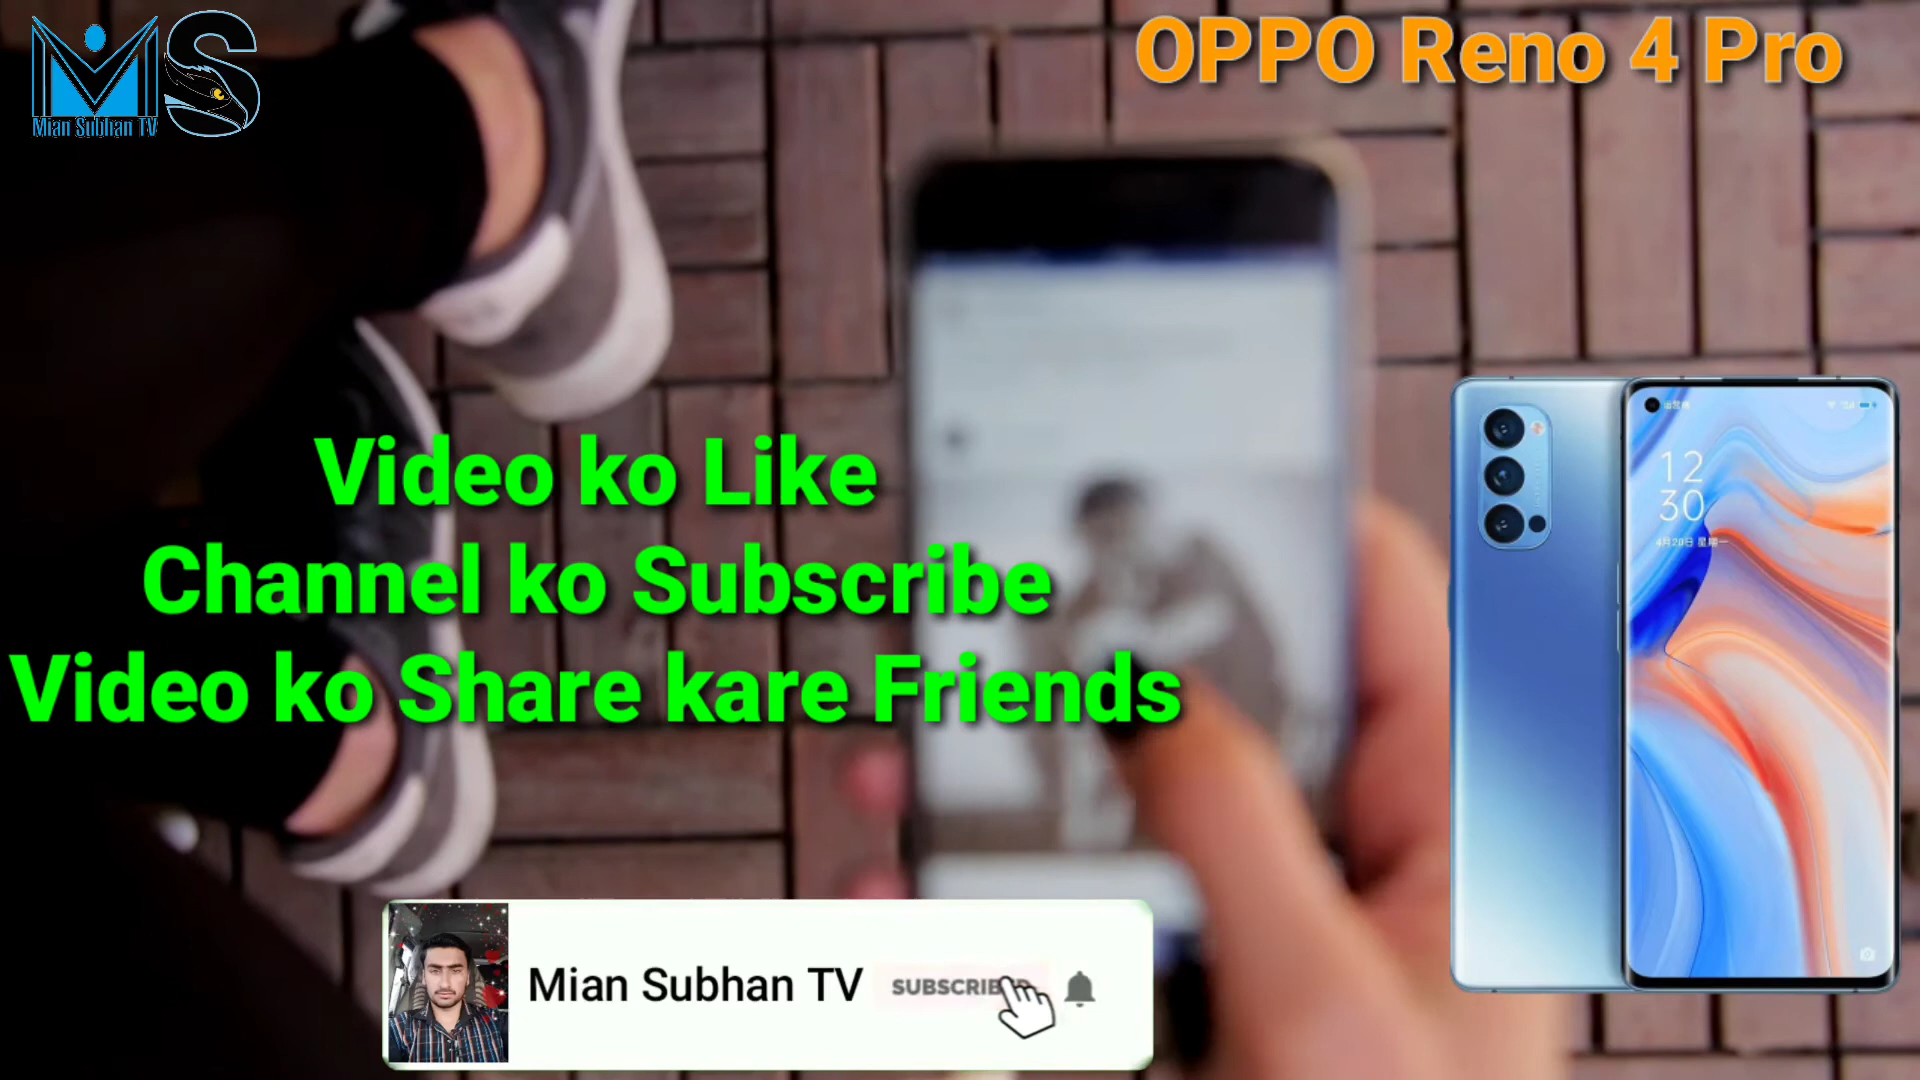 Mian Subhan TV
OPPO Reno 4 Pro
12
30
Video ko Like
Channel ko Subscribe
Video ko Share kare Friends
Mian Subhan TV